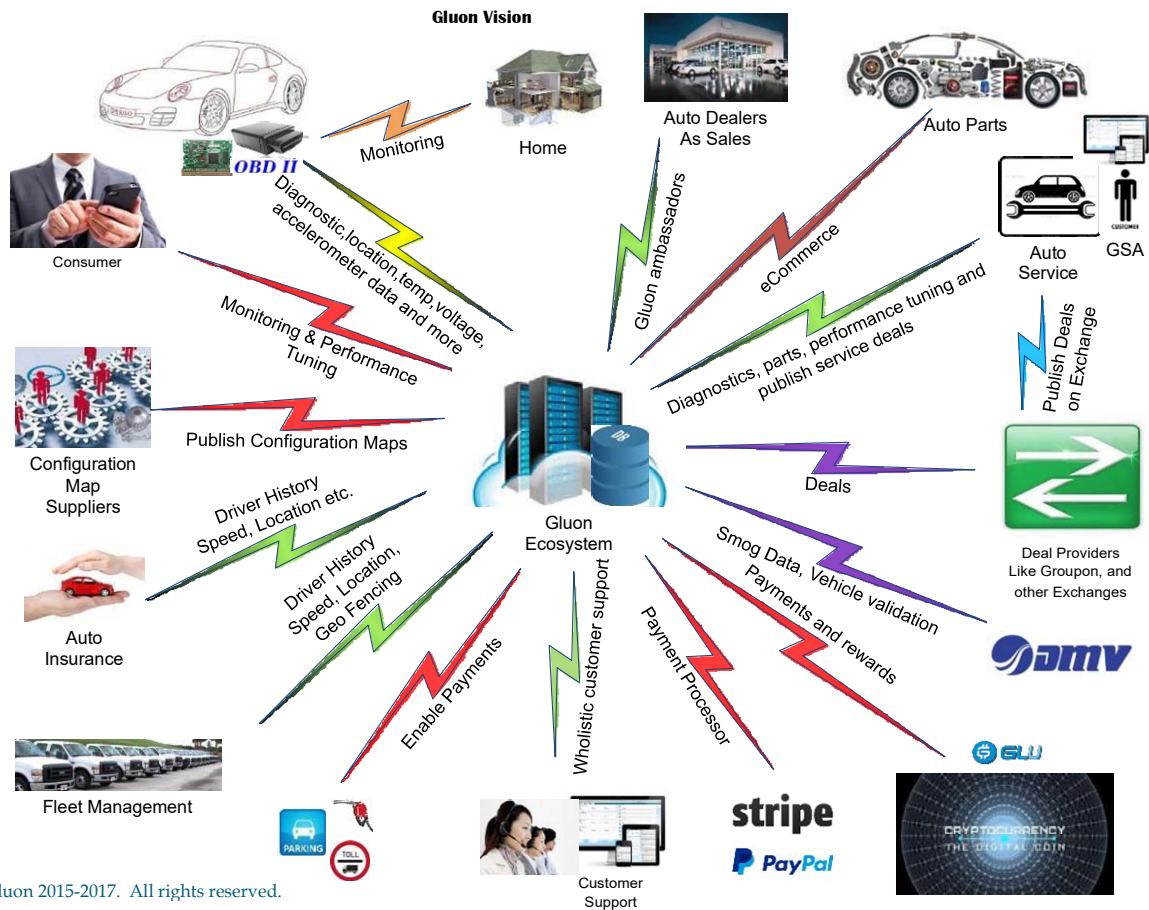 Gluon Vision
OBD II
Monitoring
Home
Auto Dealers
As Sales
Auto Parts
CUSTOMER
GSA
Auto
Service
Consumer
Diagnostic,location,temp,voltage,
accelerometer data and more
Gluon ambassadors
eCommerce
Diagnostics, parts, performance tuning and
publish service deals
Publish Deals
on Exchange
Monitoring & Performance
Tuning
Publish Configuration Maps
Configuration
Map
Suppliers
DB
Gluon
Ecosystem
Deals
Deal Providers
Like Groupon, and
other Exchanges
Driver History
Speed, Location etc.
Auto
Insurance
Driver History
Speed, Location,
Geo Fencing
Smog Data, Vehicle validation
DMV
Payments and rewards
Enable Payments
Wholistic customer support
Payment Processor
Fleet Management
PARKING
TOLL
Customer
Support
stripe
PayPal
GLU
CRYPTOCURRENCY
THE DIGITAL COIN
luon 2015-2017. All rights reserved.